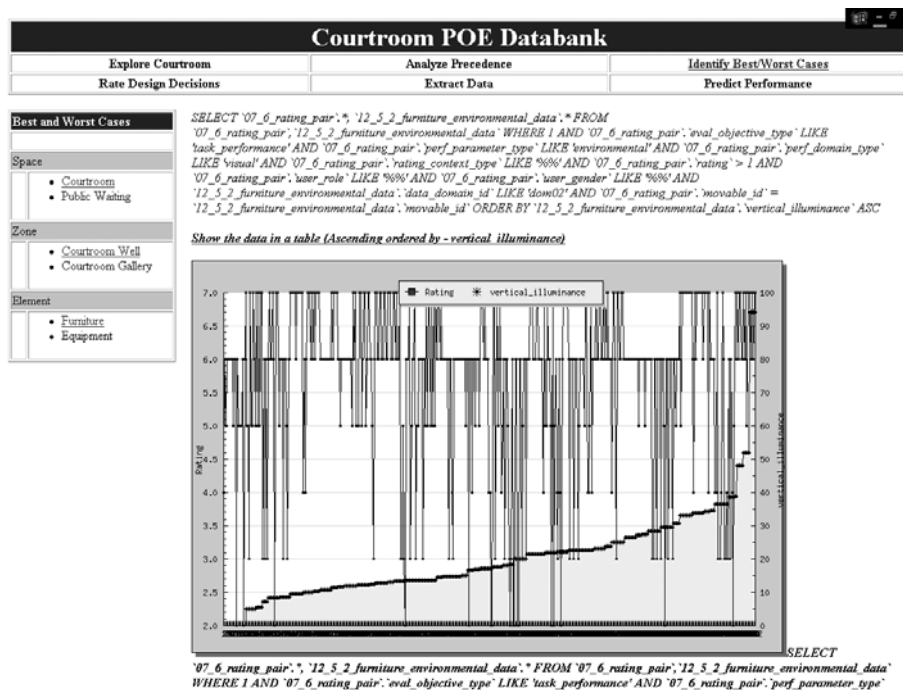 Courtroom POE Databank
Explore Courtroom Analyze Precedence Identify Best/Worst Cases
Rate Design Decisions Extract Data Predict Performance
Best and Worst Cases
Space
Courtroom
Public Waiting
Zone
Courtroom Well
Courtroom Gallery
Element
Furniture
Equipment
SELECT `07_6_rating_pair`.*, `12_5_2_furniture_environmental_data`.* FROM
`07_6_rating_pair`,`12_5_2_furniture_environmental_data` WHERE 1 AND `07_6_rating_pair`.`eval_objective_type` LIKE
'task_performance' AND `07_6_rating_pair`.`perf_parameter_type` LIKE 'environmental' AND `07_6_rating_pair`.`perf_domain_type`
LIKE 'visual' AND `07_6_rating_pair`.`rating_context_type` LIKE '%%' AND `07_6_rating_pair`.`rating` > 1 AND
`07_6_rating_pair`.`user_role` LIKE '%%' AND `07_6_rating_pair`.`user_gender` LIKE '%%' AND
`12_5_2_furniture_environmental_data`.`data_domain_id` LIKE 'dom02' AND `07_6_rating_pair`.`movable_id` =
`12_5_2_furniture_environmental_data`.`movable_id` ORDER BY `12_5_2_furniture_environmental_data`.`vertical_illuminance` ASC
Show the data in a table (Ascending ordered by - vertical_illuminance)
Rating vertical_illuminance
7.0 100
6.5 90
6.0 80
5.5 70
5.0 60
4.5 50
4.0 40
3.5 30
3.0 20
2.5 10
2.0 0
Rating
vertical_illuminance
SELECT
`07_6_rating_pair`.*, `12_5_2_furniture_environmental_data`.* FROM `07_6_rating_pair`,`12_5_2_furniture_environmental_data`
WHERE 1 AND `07_6_rating_pair`.`eval_objective_type` LIKE 'task_performance' AND `07_6_rating_pair`.`perf_parameter_type`